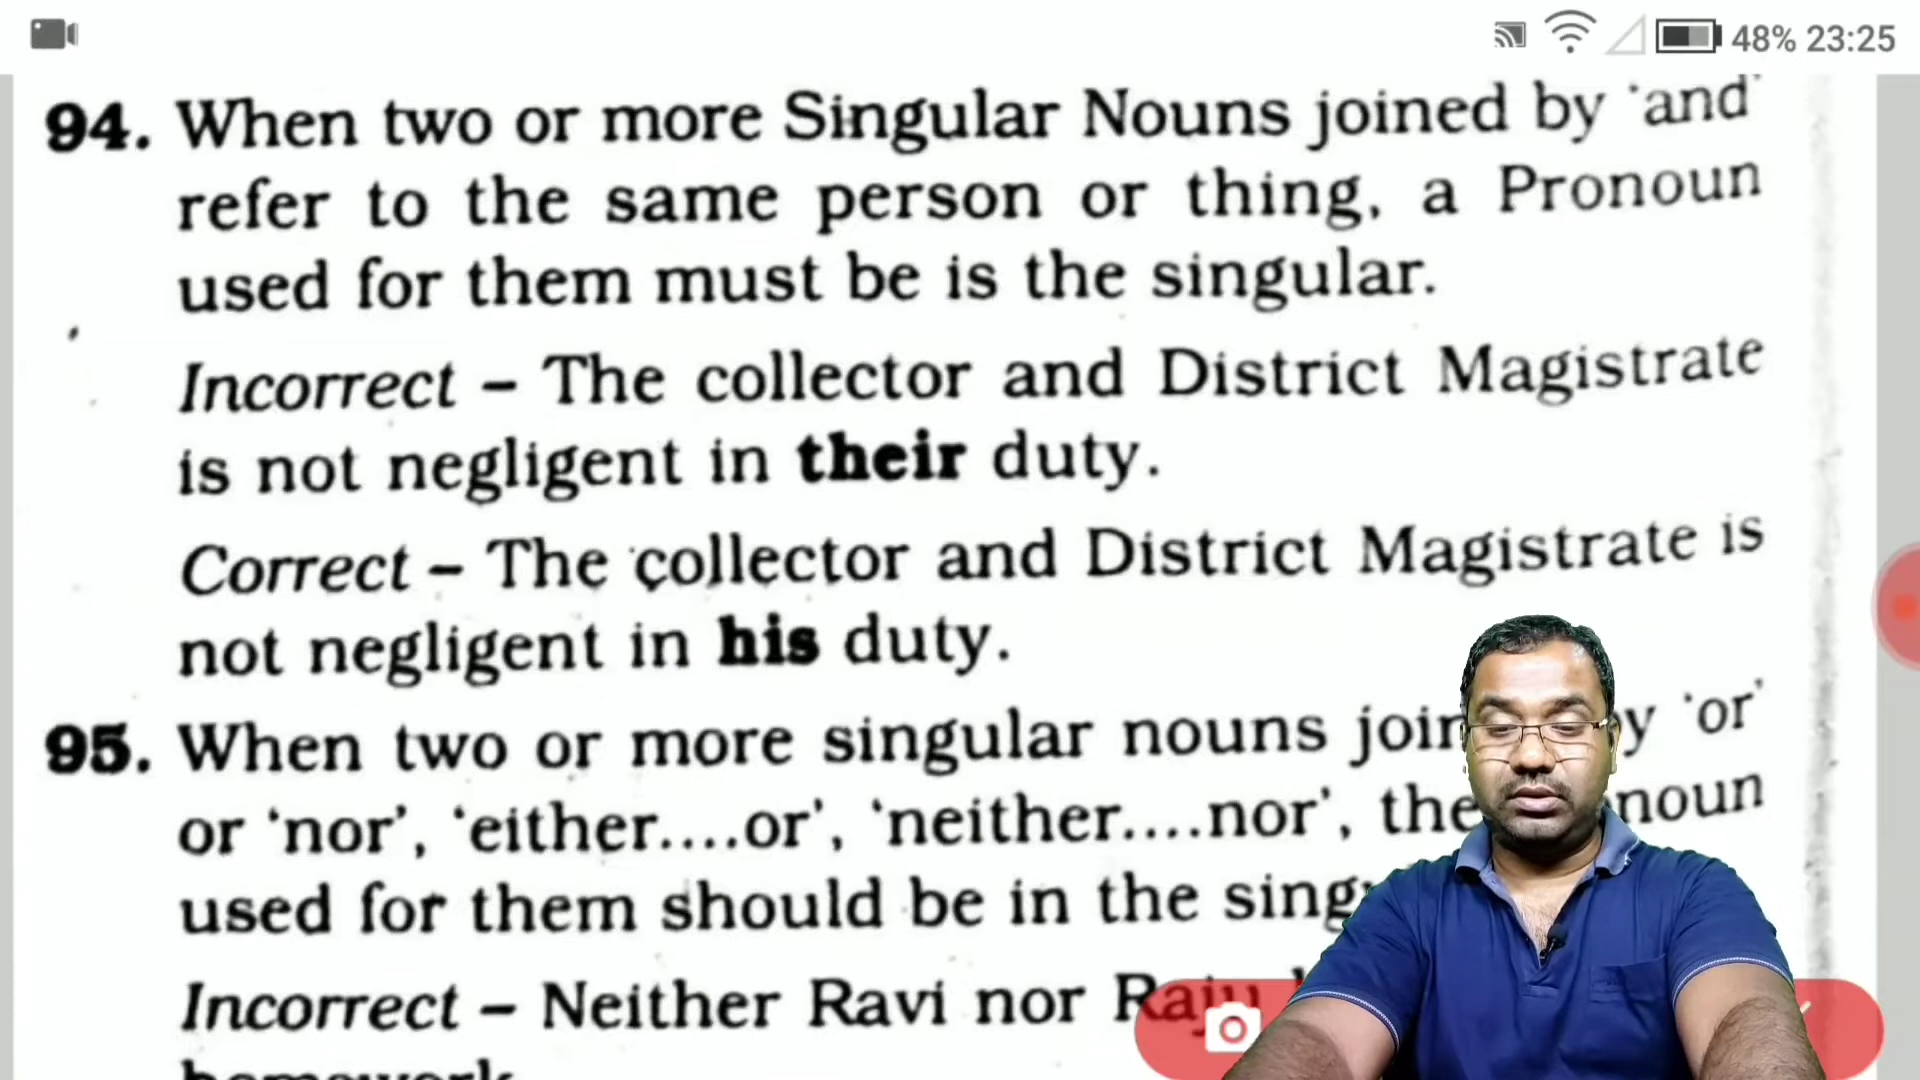 48% 23:25
94. When two or more Singular Nouns joined by 'and'
refer to the same person or thing, a Pronoun
used for them must be is the singular.
Incorrect – The collector and District Magistrate
is not negligent in their duty.
Correct – The collector and District Magistrate is
not negligent in his duty.
95. When two or more singular nouns by 'or'
or 'nor', 'either....or', 'neither....nor', the
used for them should be in the
Incorrect – Neither Ravi nor Raju
homework